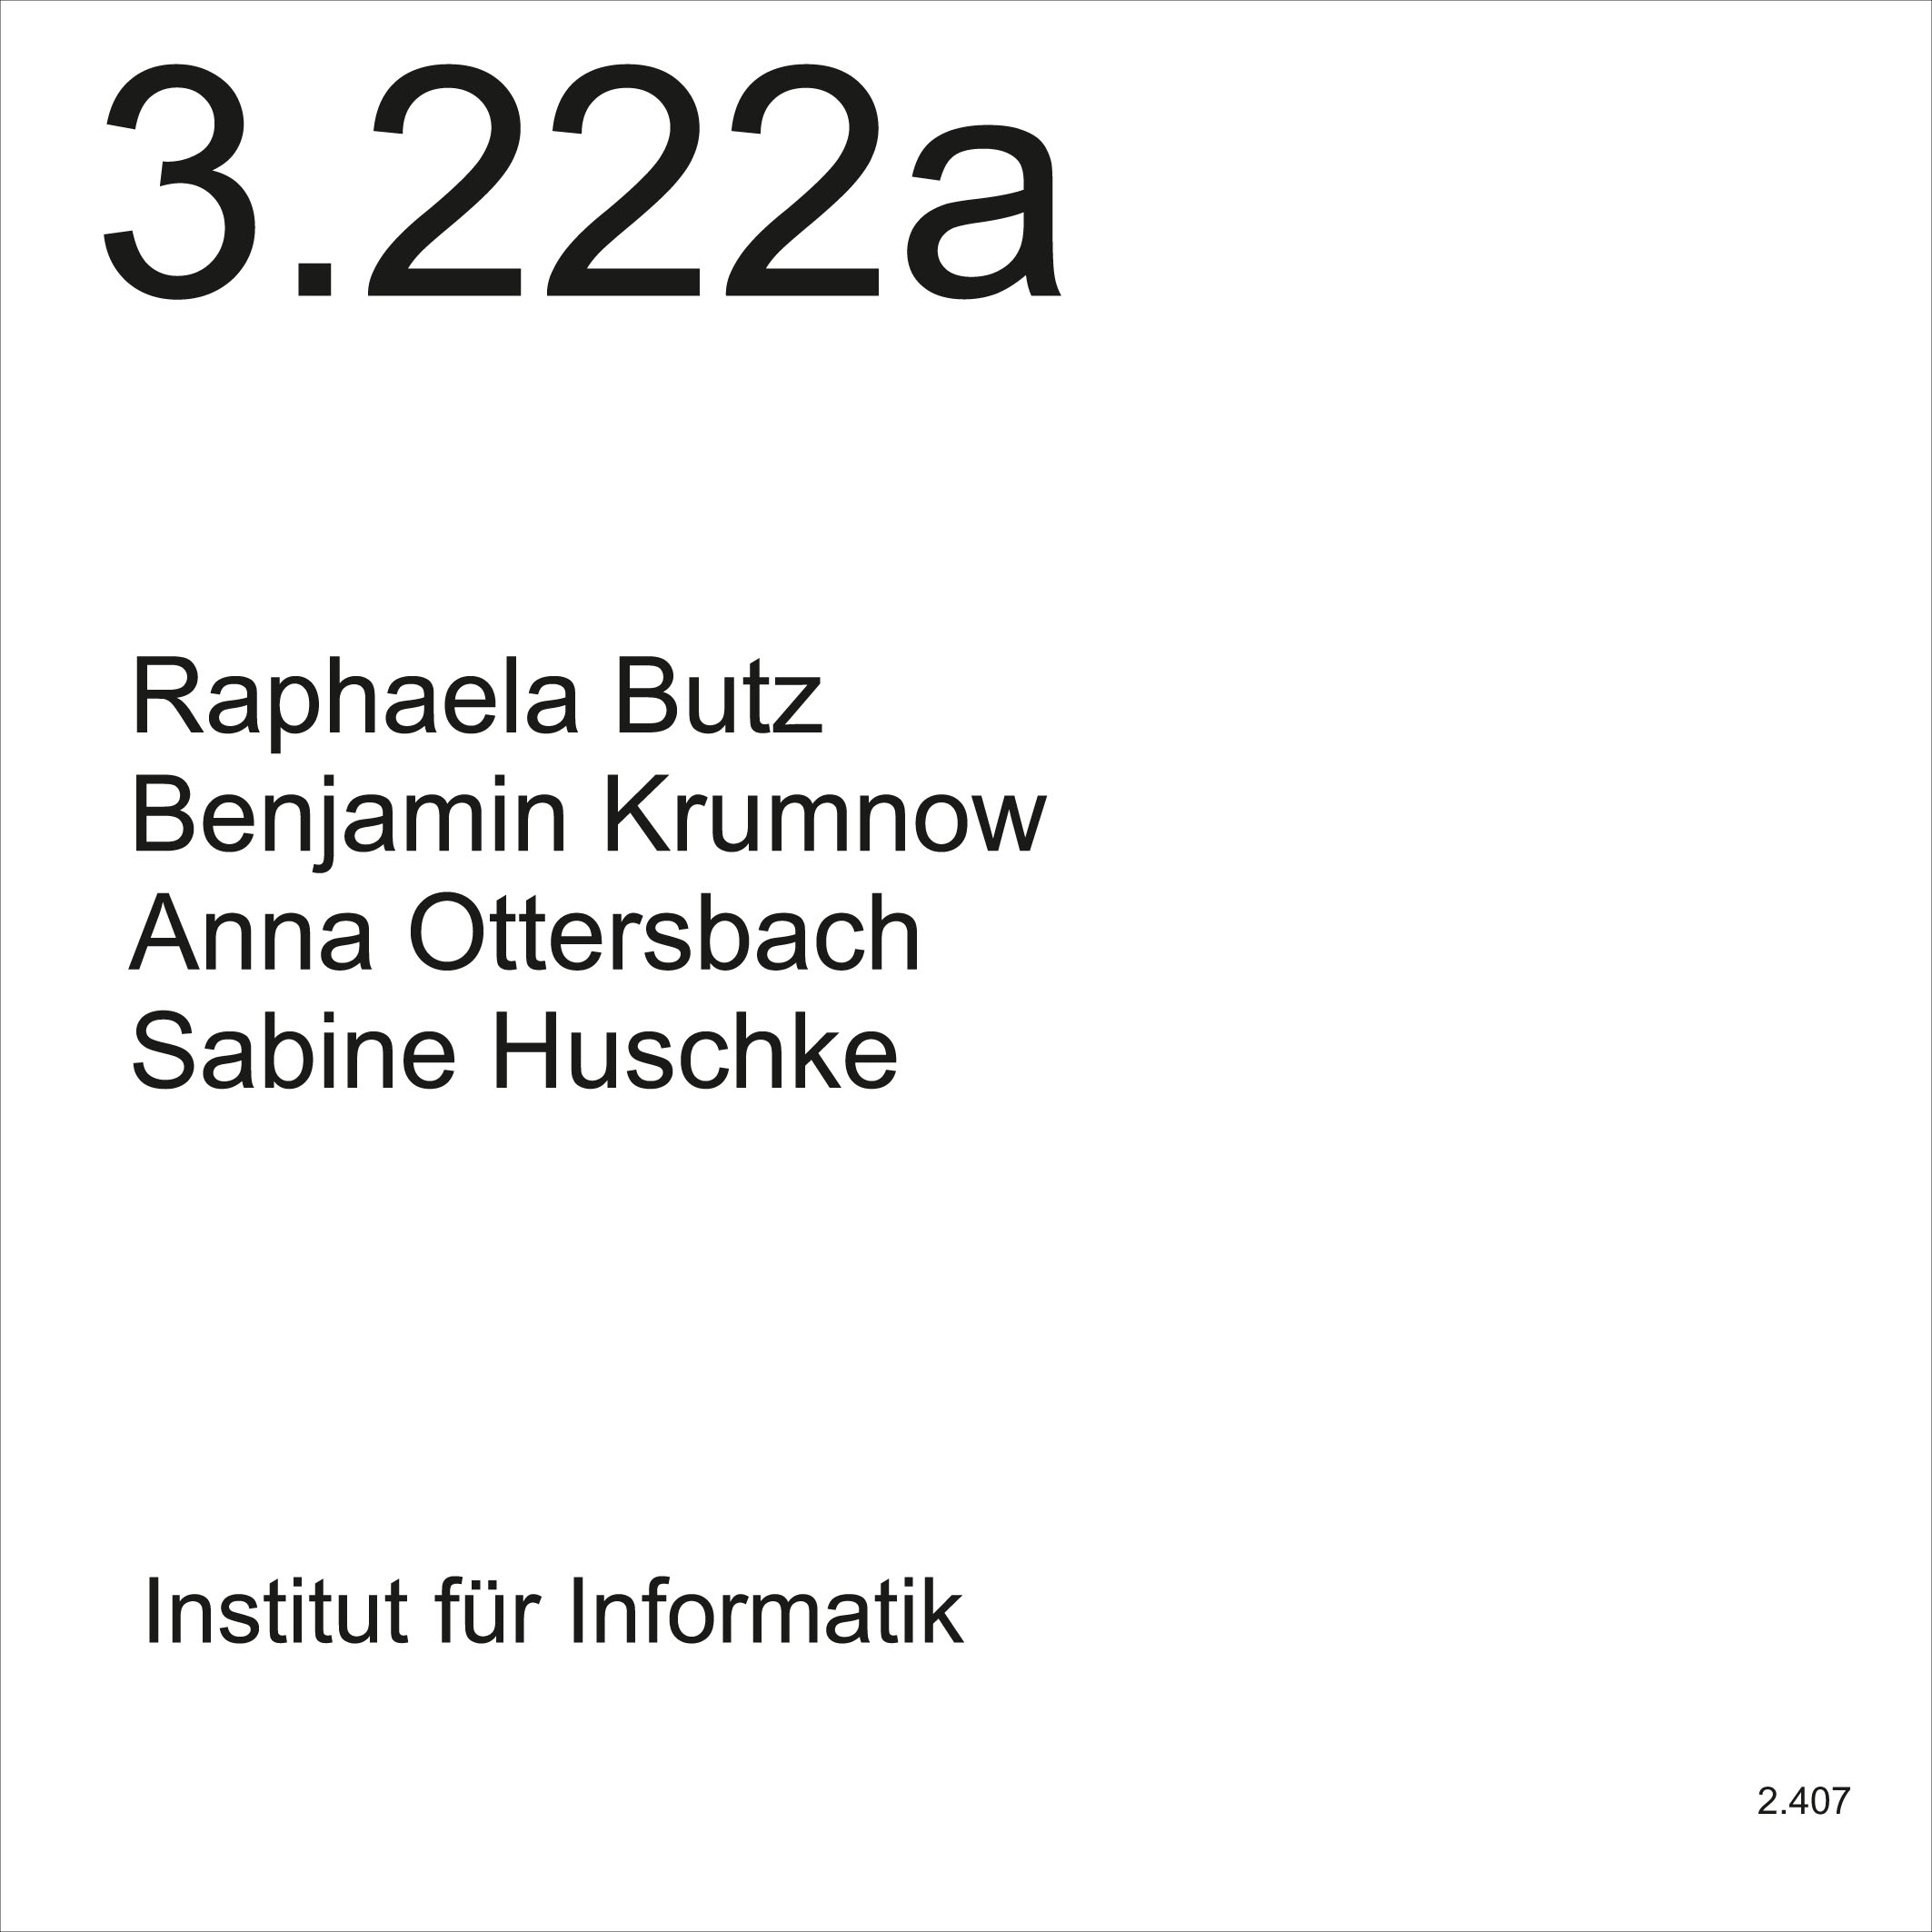 3.222a
Raphaela Butz
Benjamin Krumnow
Anna Ottersbach
Sabine Huschke
Institut für Informatik
2.407